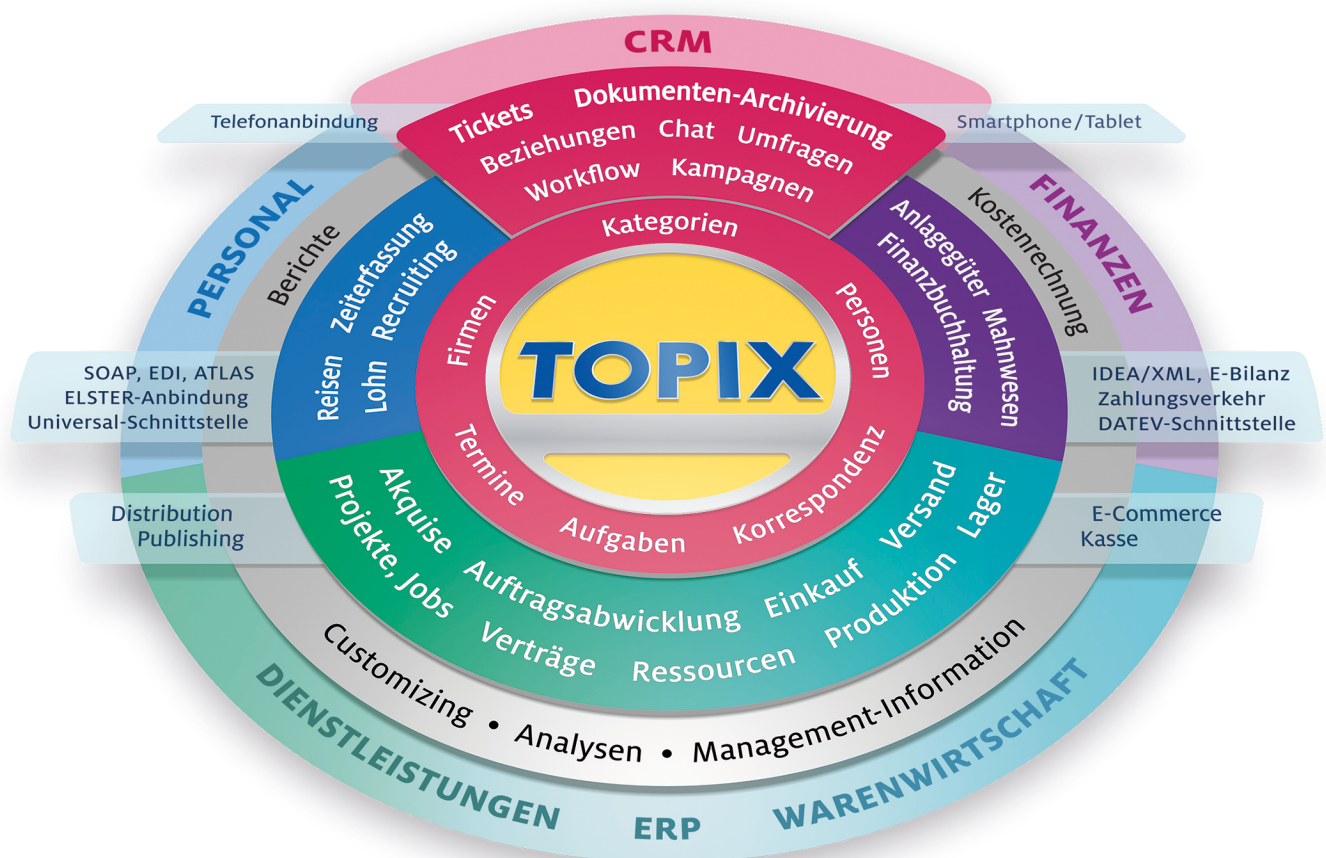 CRM
Tickets
Dokumenten-Archivierung
Beziehungen
Chat
Umfragen
Workflow
Kampagnen
Telefonanbindung
Smartphone/Tablet
PERSONAL
Berichte
Zeiterfassung
Recruiting
Reisen
Lohn
FINANZEN
Kostenrechnung
Anlagegüter
Mahnwesen
Finanzbuchhaltung
Kategorien
Firmen
Personen
TOPIX
Termine
Aufgaben
Korrespondenz
SOAP, EDI, ATLAS
ELSTER-Anbindung
Universal-Schnittstelle
IDEA/XML, E-Bilanz
Zahlungsverkehr
DATEV-Schnittstelle
Distribution
Publishing
E-Commerce
Kasse
Akquise
Projekte, Jobs
Auftragsabwicklung
Einkauf
Versand
Lager
Verträge
Ressourcen
Produktion
Customizing • Analysen • Management-Information
DIENSTLEISTUNGEN
ERP
WARENWIRTSCHAFT